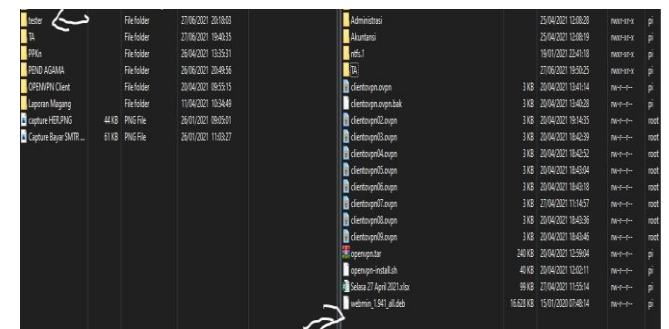 tester File folder 27/06/2021 20:18:03
TA File folder 27/06/2021 19:40:35
PPKn File folder 26/04/2021 13:35:31
PEND AGAMA File folder 26/06/2021 20:49:56
OPENVPN Client File folder 20/04/2021 09:55:15
Laporan Magang File folder 11/04/2021 10:34:49
capture HER.PNG 44 KB PNG File 26/01/2021 09:05:01
Capture Bayar SMTR ... 61 KB PNG File 26/01/2021 11:03:27
Administrasi 25/04/2021 12:08:28 rwxr-xr-x pi
Akuntansi 25/04/2021 12:08:19 rwxr-xr-x pi
ntfs.1 19/01/2021 22:41:18 rwxr-xr-x pi
TA 27/06/2021 19:50:25 rwxr-xr-x pi
clientovpn.ovpn 3 KB 20/04/2021 13:41:14 rw-r--r-- pi
clientovpn.ovpn.bak 3 KB 20/04/2021 13:40:28 rw-r--r-- pi
clientovpn02.ovpn 3 KB 20/04/2021 19:14:35 rw-r--r-- root
clientovpn03.ovpn 3 KB 20/04/2021 18:42:39 rw-r--r-- root
clientovpn04.ovpn 3 KB 20/04/2021 18:42:52 rw-r--r-- root
clientovpn05.ovpn 3 KB 20/04/2021 18:43:04 rw-r--r-- root
clientovpn06.ovpn 3 KB 20/04/2021 18:43:18 rw-r--r-- root
clientovpn07.ovpn 3 KB 27/04/2021 11:14:57 rw-r--r-- root
clientovpn08.ovpn 3 KB 20/04/2021 18:43:36 rw-r--r-- root
clientovpn09.ovpn 3 KB 20/04/2021 18:43:46 rw-r--r-- root
openvpn.tar 240 KB 20/04/2021 12:59:04 rw-r--r-- pi
openvpn-install.sh 40 KB 20/04/2021 12:02:11 rw-r--r-- pi
Selasa 27 April 2021.xlsx 99 KB 27/04/2021 11:55:14 rw-r--r-- pi
webmin_1.941_all.deb 16.628 KB 15/01/2020 07:48:14 rw-r--r-- pi